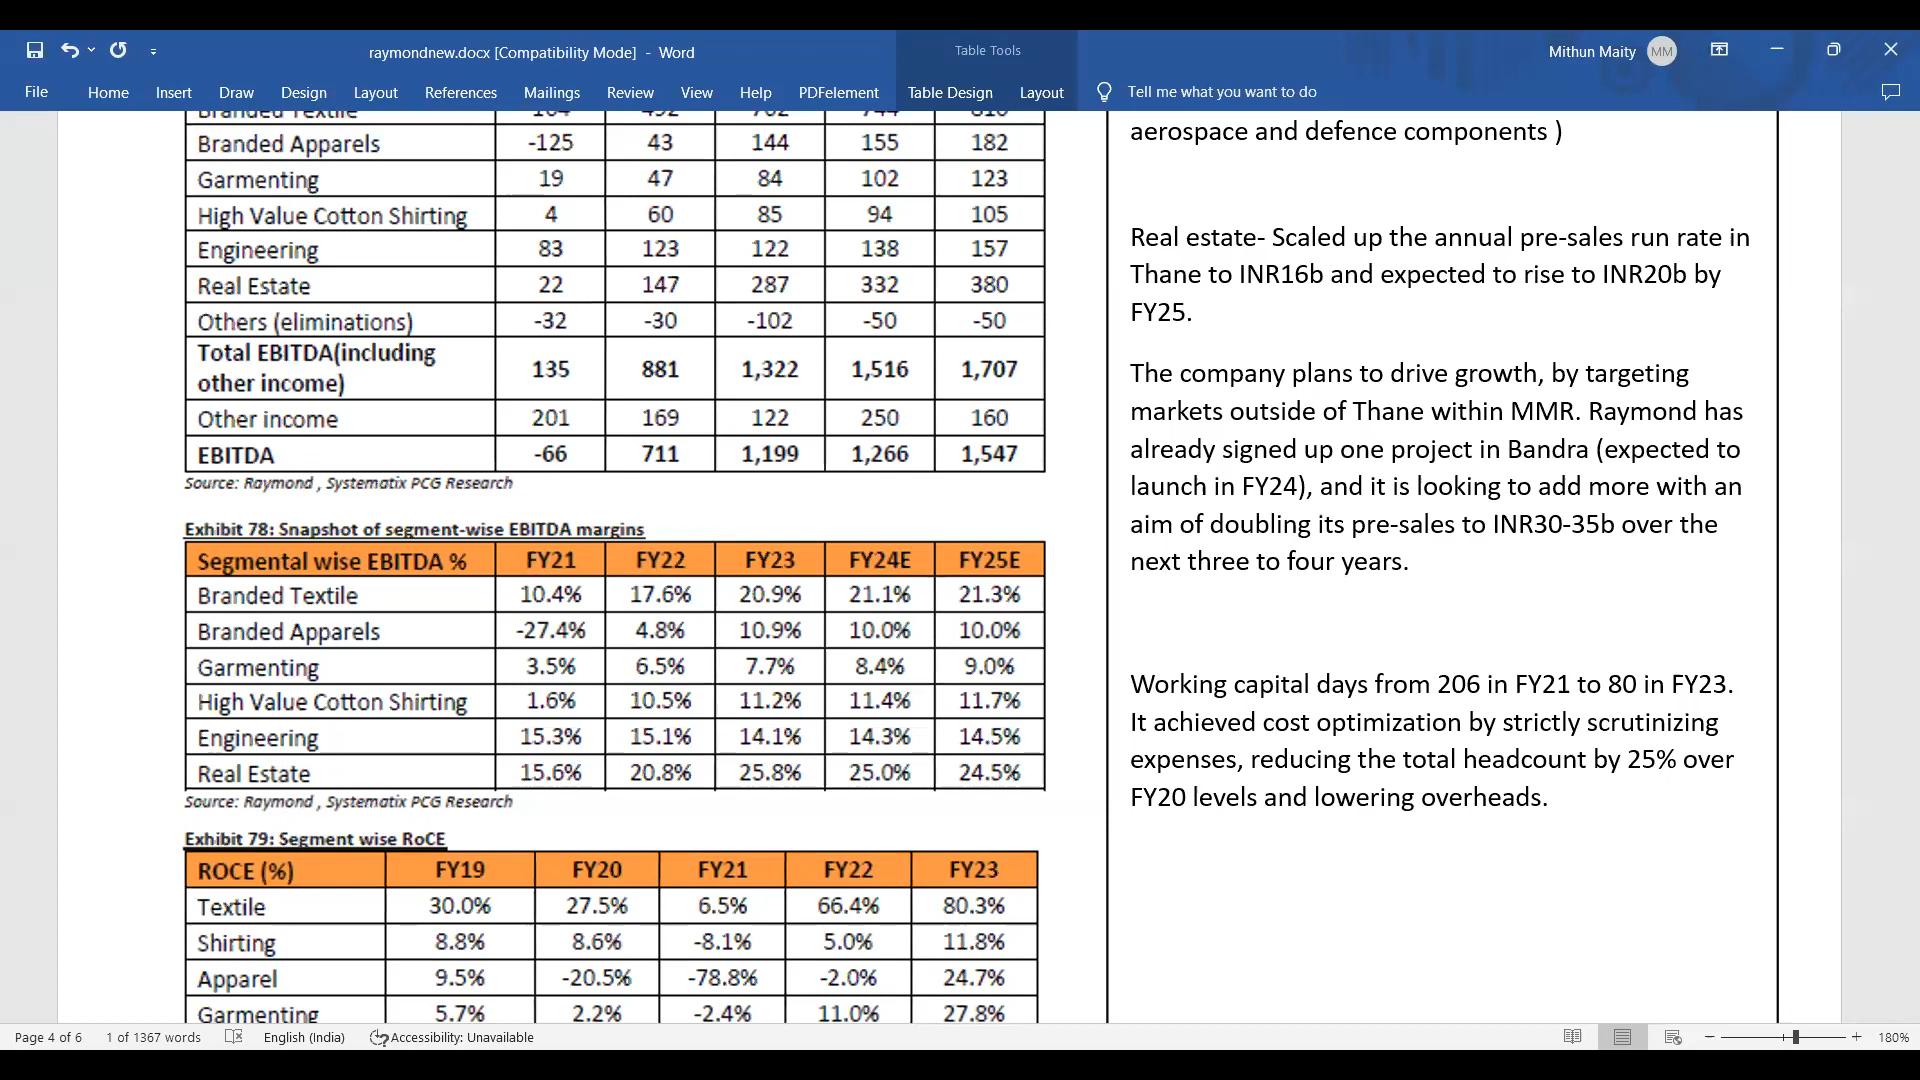 raymondnew.docx [Compatibility Mode] - Word
Table Tools
Mithun Maity MM
File Home Insert Draw Design Layout References Mailings Review View Help PDFelement Table Design Layout Tell me what you want to do
Branded Textile
Branded Apparels -125 43 144 155 182
Garmenting 19 47 84 102 123
High Value Cotton Shirting 4 60 85 94 105
Engineering 83 123 122 138 157
Real Estate 22 147 287 332 380
Others (eliminations) -32 -30 -102 -50 -50
Total EBITDA(including
other income) 135 881 1,322 1,516 1,707
Other income 201 169 122 250 160
EBITDA -66 711 1,199 1,266 1,547
Source: Raymond , Systematix PCG Research
Exhibit 78: Snapshot of segment-wise EBITDA margins
Segmental wise EBITDA % FY21 FY22 FY23 FY24E FY25E
Branded Textile 10.4% 17.6% 20.9% 21.1% 21.3%
Branded Apparels -27.4% 4.8% 10.9% 10.0% 10.0%
Garmenting 3.5% 6.5% 7.7% 8.4% 9.0%
High Value Cotton Shirting 1.6% 10.5% 11.2% 11.4% 11.7%
Engineering 15.3% 15.1% 14.1% 14.3% 14.5%
Real Estate 15.6% 20.8% 25.8% 25.0% 24.5%
Source: Raymond , Systematix PCG Research
Exhibit 79: Segment wise RoCE
ROCE (%) FY19 FY20 FY21 FY22 FY23
Textile 30.0% 27.5% 6.5% 66.4% 80.3%
Shirting 8.8% 8.6% -8.1% 5.0% 11.8%
Apparel 9.5% -20.5% -78.8% -2.0% 24.7%
Garmenting 5.7% 2.2% -2.4% 11.0% 27.8%
aerospace and defence components )
Real estate- Scaled up the annual pre-sales run rate in
Thane to INR16b and expected to rise to INR20b by
FY25.
The company plans to drive growth, by targeting
markets outside of Thane within MMR. Raymond has
already signed up one project in Bandra (expected to
launch in FY24), and it is looking to add more with an
aim of doubling its pre-sales to INR30-35b over the
next three to four years.
Working capital days from 206 in FY21 to 80 in FY23.
It achieved cost optimization by strictly scrutinizing
expenses, reducing the total headcount by 25% over
FY20 levels and lowering overheads.
Page 4 of 6 1 of 1367 words English (India) Accessibility: Unavailable 180%